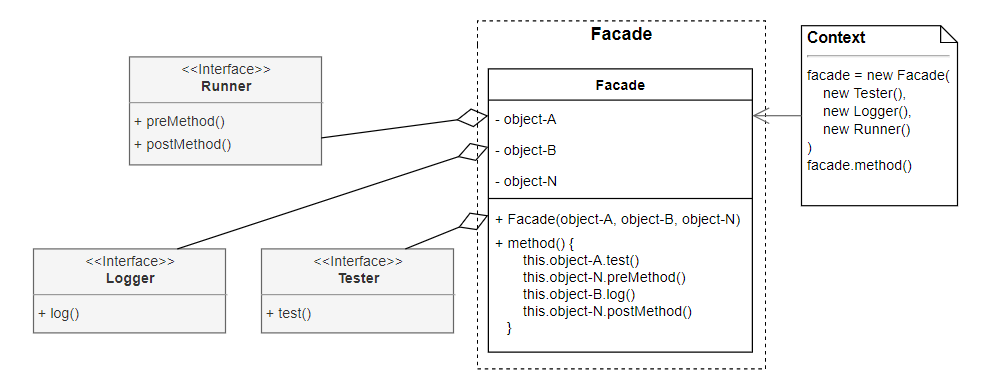 <<Interface>>
Runner
+ preMethod()
+ postMethod()
<<Interface>>
Logger
+ log()
<<Interface>>
Tester
+ test()
Facade
Facade
- object-A
- object-B
- object-N
+ Facade(object-A, object-B, object-N)
+ method() {
this.object-A.test()
this.object-N.preMethod()
this.object-B.log()
this.object-N.postMethod()
}
Context
facade = new Facade(
new Tester(),
new Logger(),
new Runner()
)
facade.method()